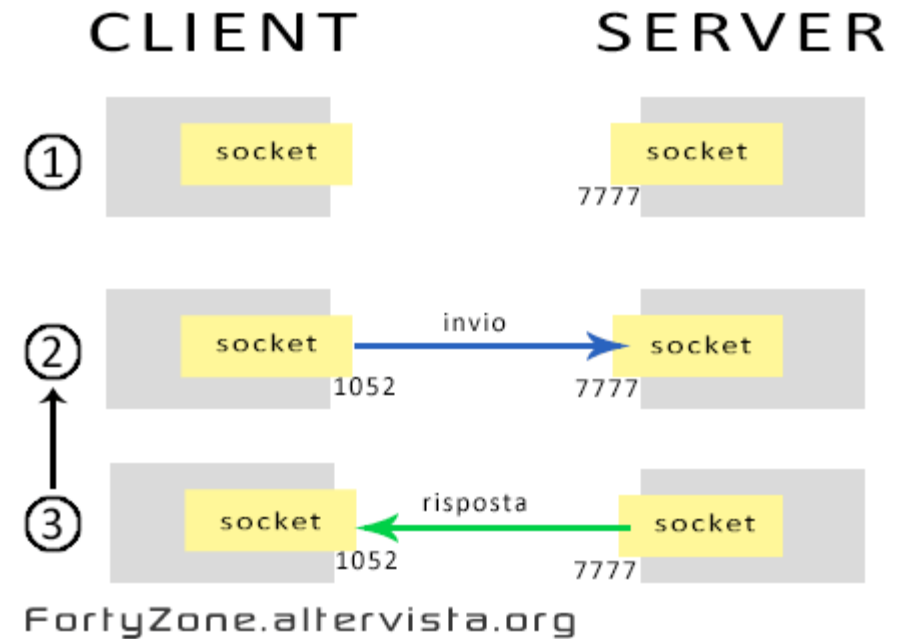 CLIENT SERVER
1 socket socket
7777
2 socket invio socket
1052 7777
3 socket risposta socket
1052 7777
FortyZone.altervista.org